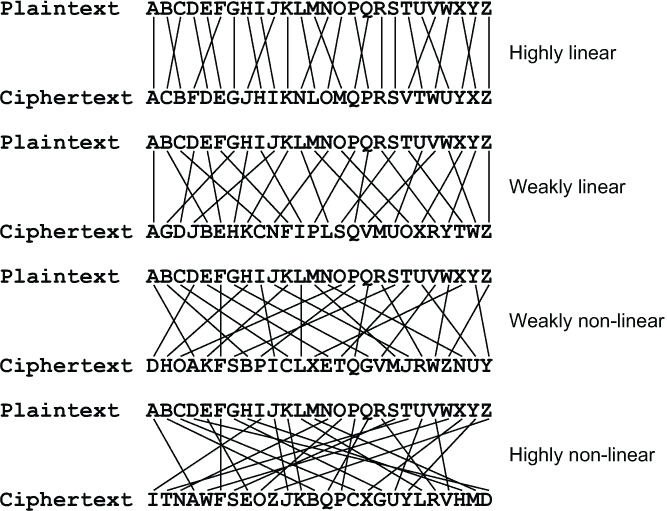 Plaintext ABCDEFGHIJKLMNOPQRSTUVWXYZ
Highly linear
Ciphertext ACBFDEGJHIKNLOMQPRSVTWUYXZ
Plaintext ABCDEFGHIJKLMNOPQRSTUVWXYZ
Weakly linear
Ciphertext AGDJBEHKCNFIPLSQVMUOXRYTWZ
Plaintext ABCDEFGHIJKLMNOPQRSTUVWXYZ
Weakly non-linear
Ciphertext DHOAKFSBPICLXETQGVMJRWZNUY
Plaintext ABCDEFGHIJKLMNOPQRSTUVWXYZ
Highly non-linear
Ciphertext ITNAWFSEOZJKBQPCXGUYLRVHMD